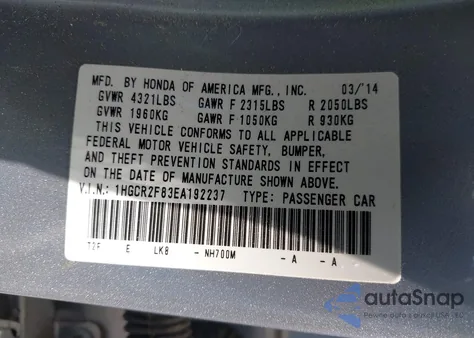 MFD. BY HONDA OF AMERICA MFG., INC. 03/'14
GVWR 4321LBS GAWR F 2315LBS R 2050LBS
GVWR 1960KG GAWR F 1050KG R 930KG
THIS VEHICLE CONFORMS TO ALL APPLICABLE
FEDERAL MOTOR VEHICLE SAFETY, BUMPER,
AND THEFT PREVENTION STANDARDS IN EFFECT
ON THE DATE OF MANUFACTURE SHOWN ABOVE.
V.I.N.: 1HGCR2F83EA192237 TYPE: PASSENGER CAR
T2F E LK8 - NH700M - A - A
autoSnap